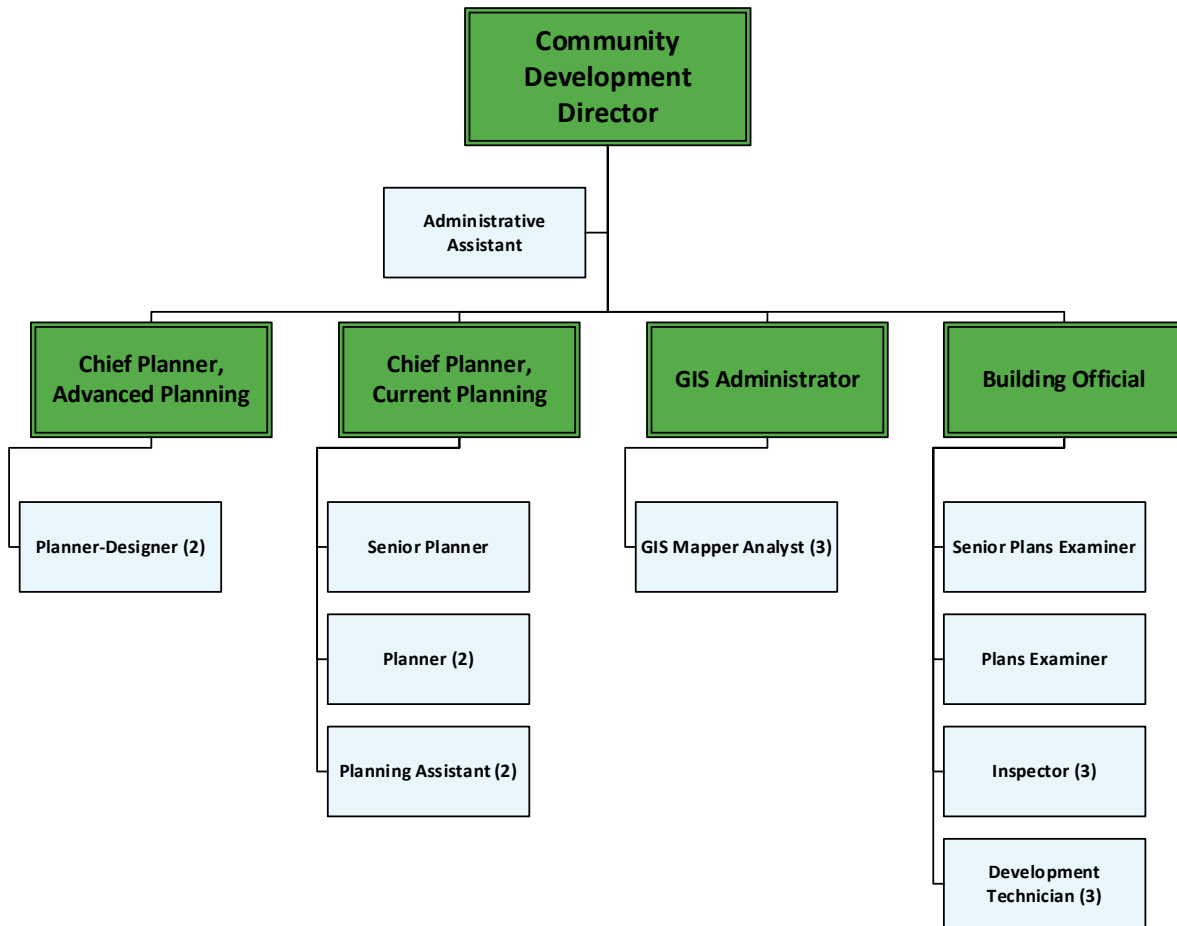 Community
Development
Director
Administrative
Assistant
Chief Planner,
Advanced Planning
Chief Planner,
Current Planning
GIS Administrator
Building Official
Planner-Designer (2)
Senior Planner
GIS Mapper Analyst (3)
Senior Plans Examiner
Planner (2)
Plans Examiner
Planning Assistant (2)
Inspector (3)
Development
Technician (3)